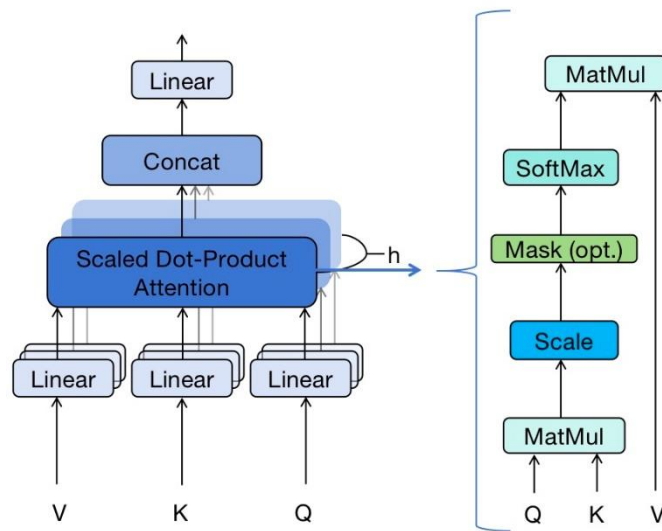 Linear
Concat
Scaled Dot-Product
Attention
h
Linear
Linear
Linear
V
K
Q
MatMul
SoftMax
Mask (opt.)
Scale
MatMul
Q
K
V